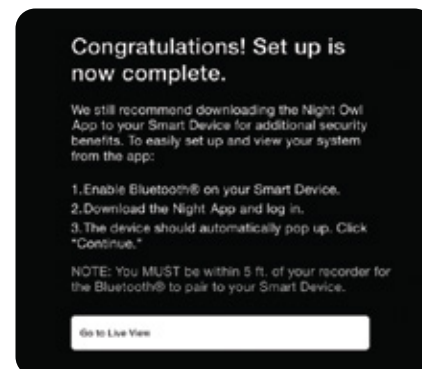 Congratulations! Set up is
now complete.
We still recommend downloading the Night Owl
App to your Smart Device for additional security
benefits. To easily set up and view your system
from the app:
1.Enable Bluetooth® on your Smart Device.
2.Download the Night App and log in.
3.The device should automatically pop up. Click
"Continue."
NOTE: You MUST be within 5 ft. of your recorder for
the Bluetooth® to pair to your Smart Device.
Go to Live View